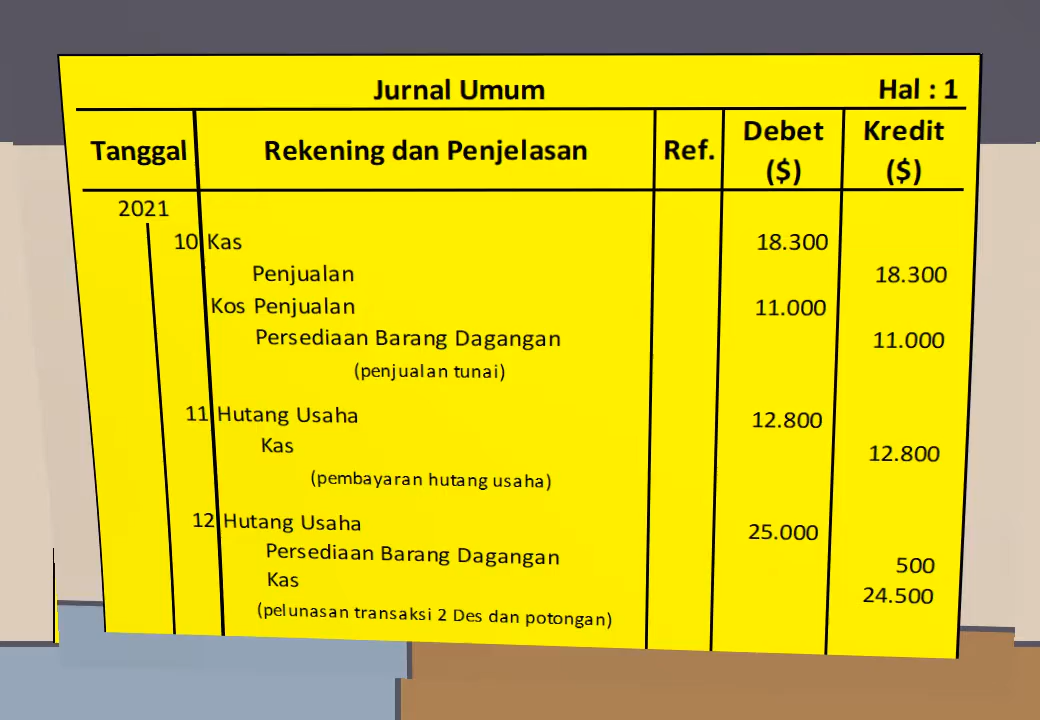 Jurnal Umum Hal : 1
Tanggal Rekening dan Penjelasan Ref. Debet ($) Kredit ($)
2021
10 Kas 18.300
Penjualan 18.300
Kos Penjualan 11.000
Persediaan Barang Dagangan 11.000
(penjualan tunai)
11 Hutang Usaha 12.800
Kas 12.800
(pembayaran hutang usaha)
12 Hutang Usaha 25.000
Persediaan Barang Dagangan 500
Kas 24.500
(pelunasan transaksi 2 Des dan potongan)